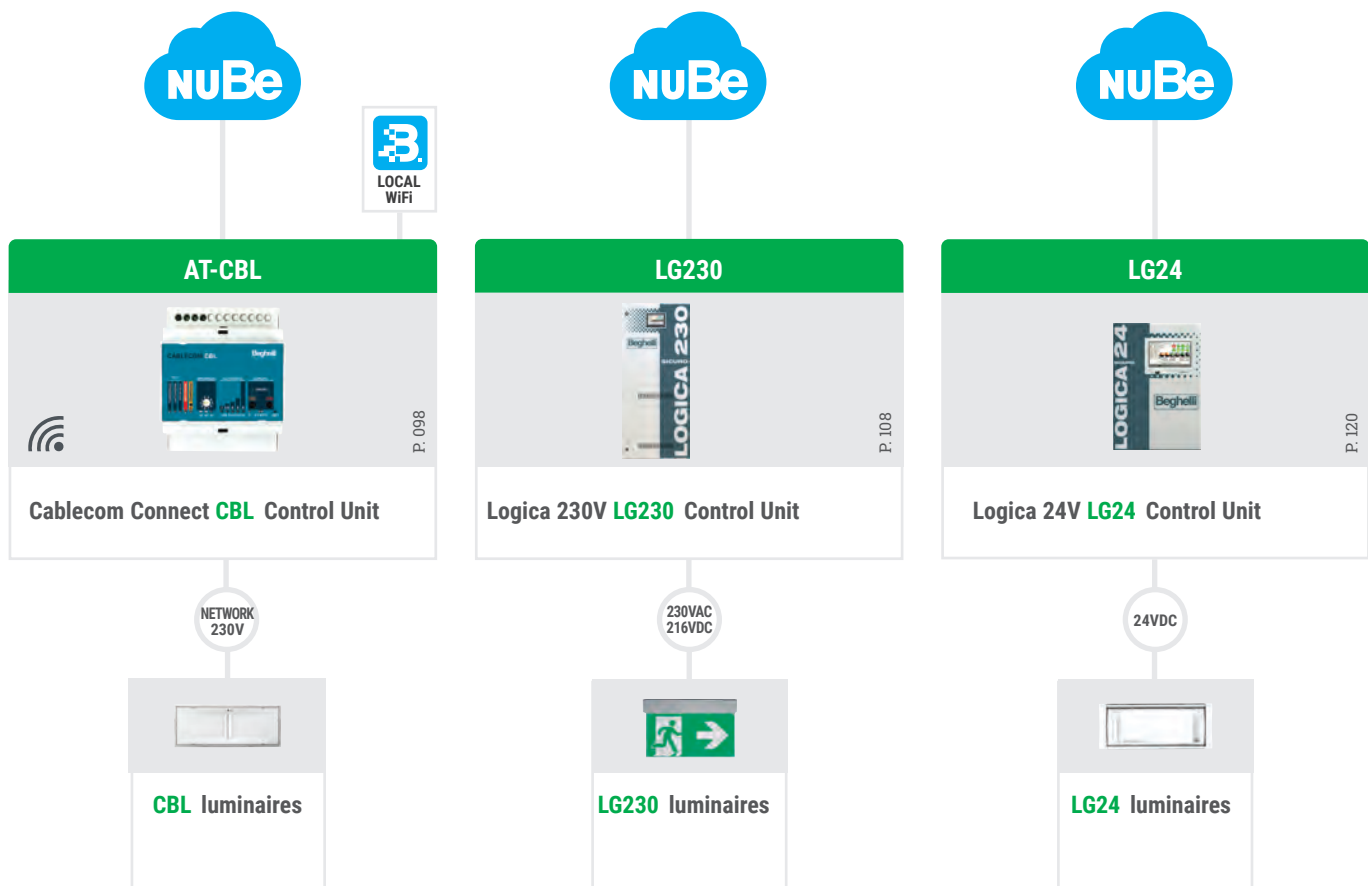 NUBe
NUBe
NUBe
LOCAL
WiFi
AT-CBL
LG230
LG24
CABLECOM CBL
Beghelli
P. 098
Beghelli
LOGICA 230
P. 108
LOGICA 24
Beghelli
P. 120
Cablecom Connect CBL Control Unit
Logica 230V LG230 Control Unit
Logica 24V LG24 Control Unit
NETWORK
230V
230VAC
216VDC
24VDC
CBL luminaires
LG230 luminaires
LG24 luminaires